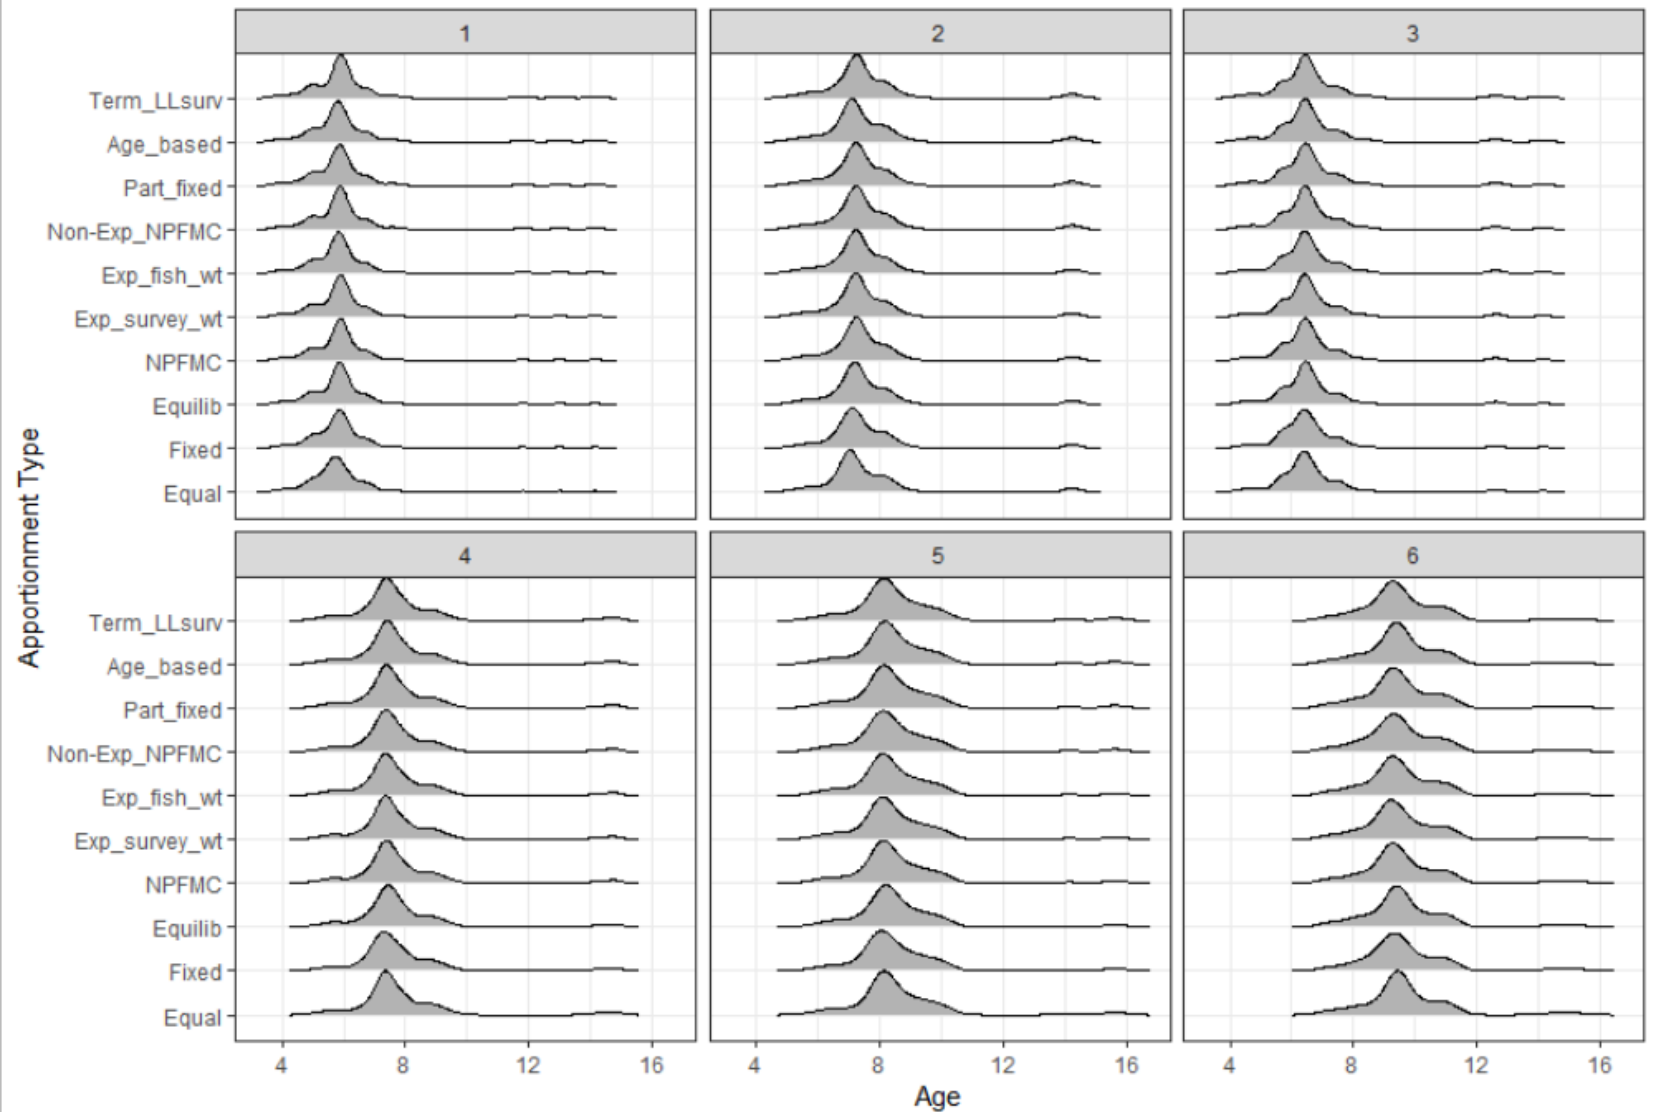 1 2 3
Term_LLsurv
Age_based
Part_fixed
Non-Exp_NPFMC
Exp_fish_wt
Exp_survey_wt
NPFMC
Equilib
Fixed
Equal
Apportionment Type
4 5 6
Term_LLsurv
Age_based
Part_fixed
Non-Exp_NPFMC
Exp_fish_wt
Exp_survey_wt
NPFMC
Equilib
Fixed
Equal
4 8 12 16 4 8 12 16 4 8 12 16
Age